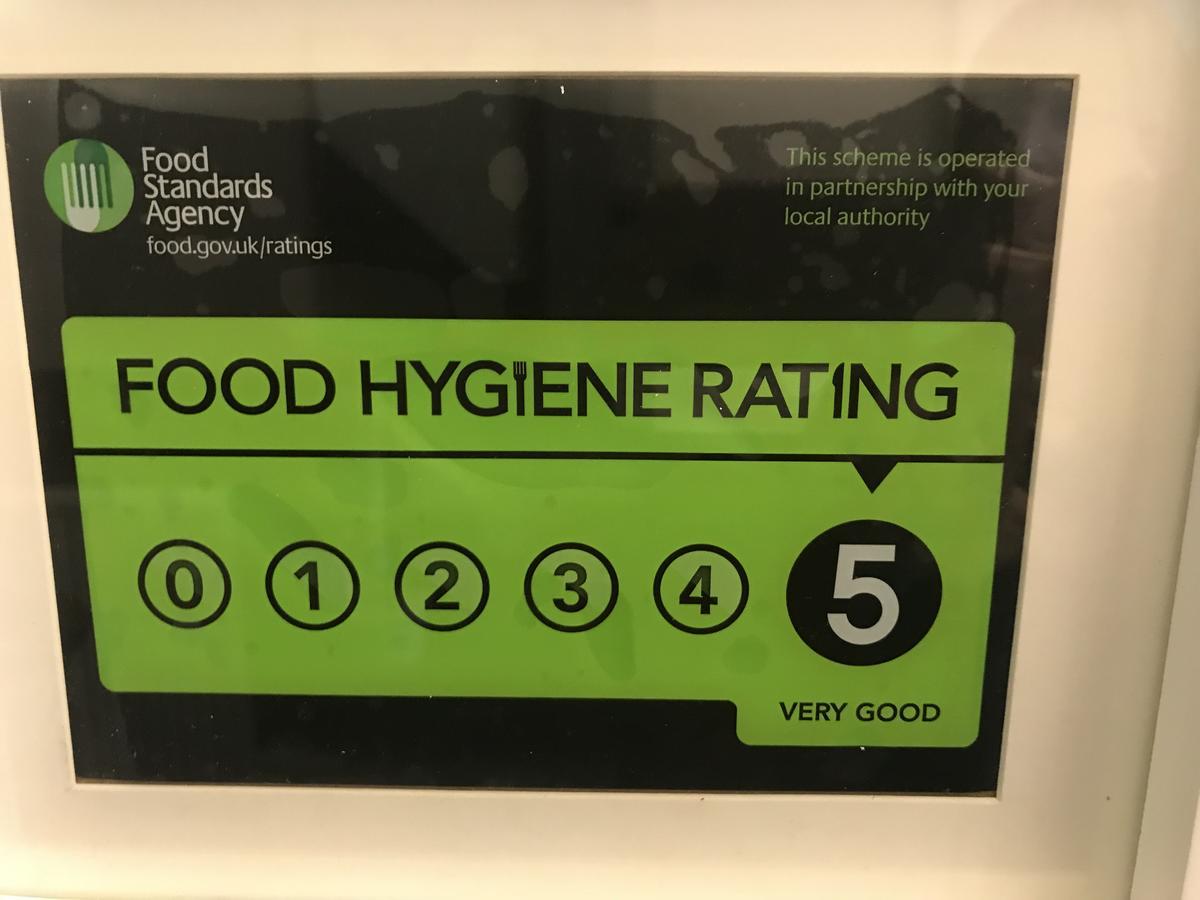 Food
Standards
Agency
food.gov.uk/ratings
This scheme is operated
in partnership with your
local authority
FOOD HYGIENE RATING
0 1 2 3 4 5
VERY GOOD